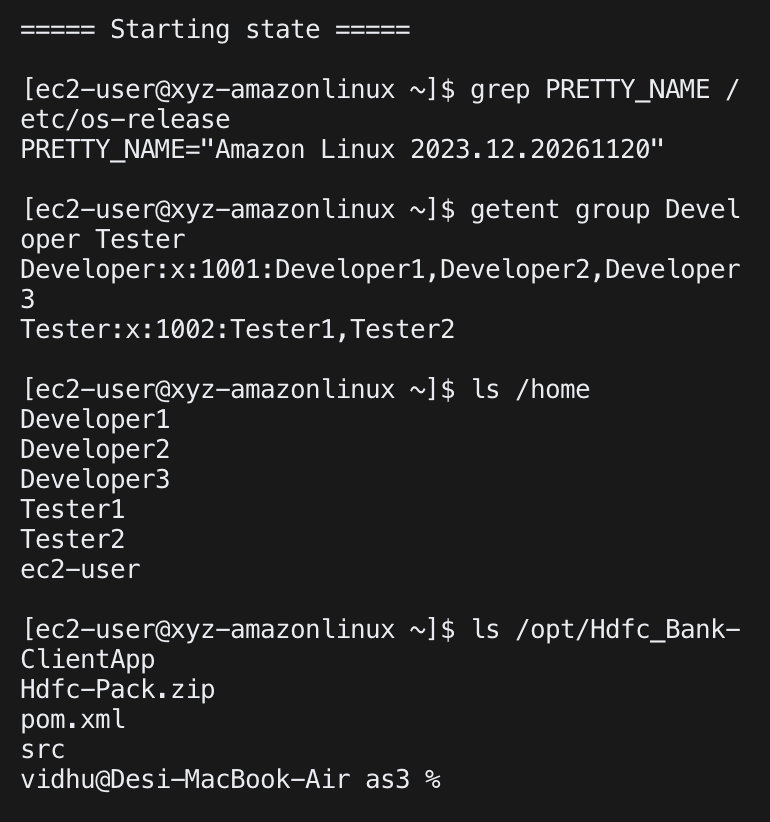 ===== Starting state =====
[ec2-user@xyz-amazonlinux ~]$ grep PRETTY_NAME /
etc/os-release
PRETTY_NAME="Amazon Linux 2023.12.20261120"
[ec2-user@xyz-amazonlinux ~]$ getent group Devel
oper Tester
Developer:x:1001:Developer1,Developer2,Developer
3
Tester:x:1002:Tester1,Tester2
[ec2-user@xyz-amazonlinux ~]$ ls /home
Developer1
Developer2
Developer3
Tester1
Tester2
ec2-user
[ec2-user@xyz-amazonlinux ~]$ ls /opt/Hdfc_Bank-
ClientApp
Hdfc-Pack.zip
pom.xml
src
vidhu@Desi-MacBook-Air as3 %